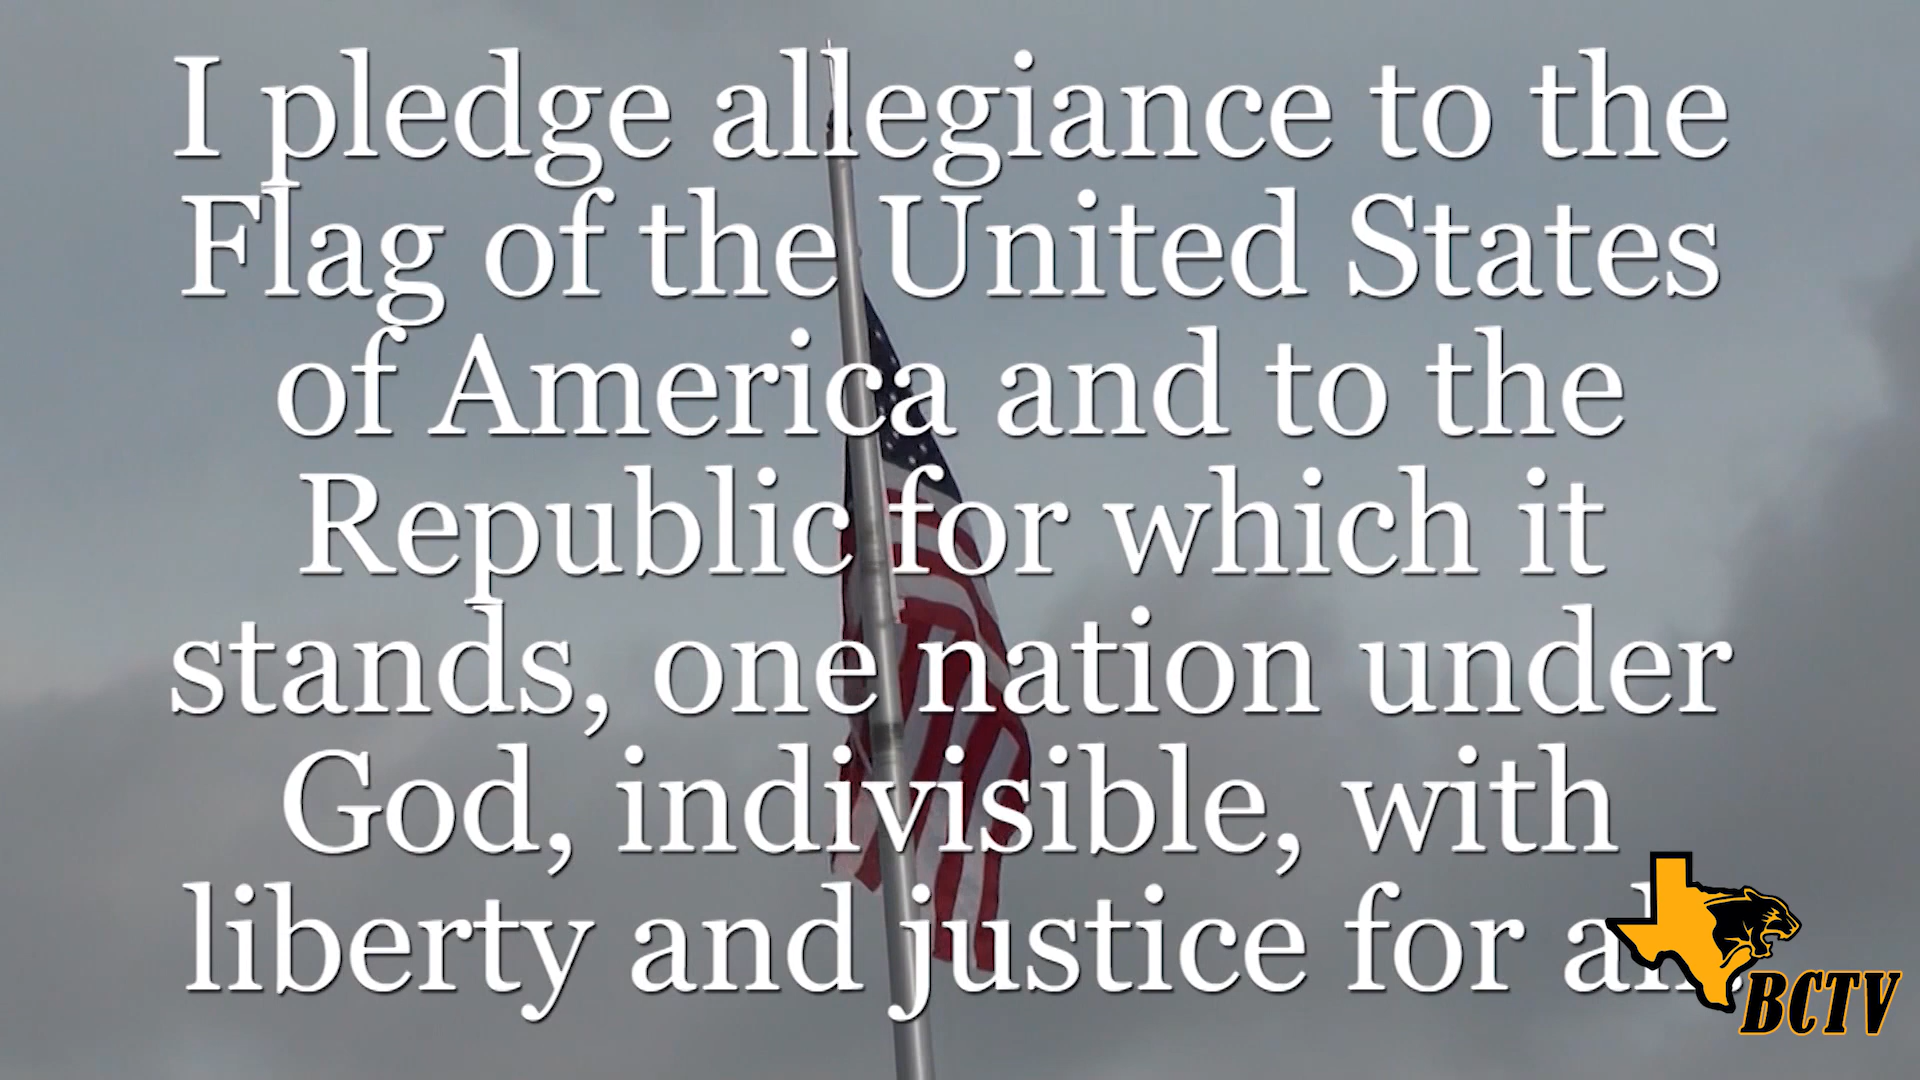 I pledge allegiance to the
Flag of the United States
of America and to the
Republic for which it
stands, one nation under
God, indivisible, with
liberty and justice for
BCTV